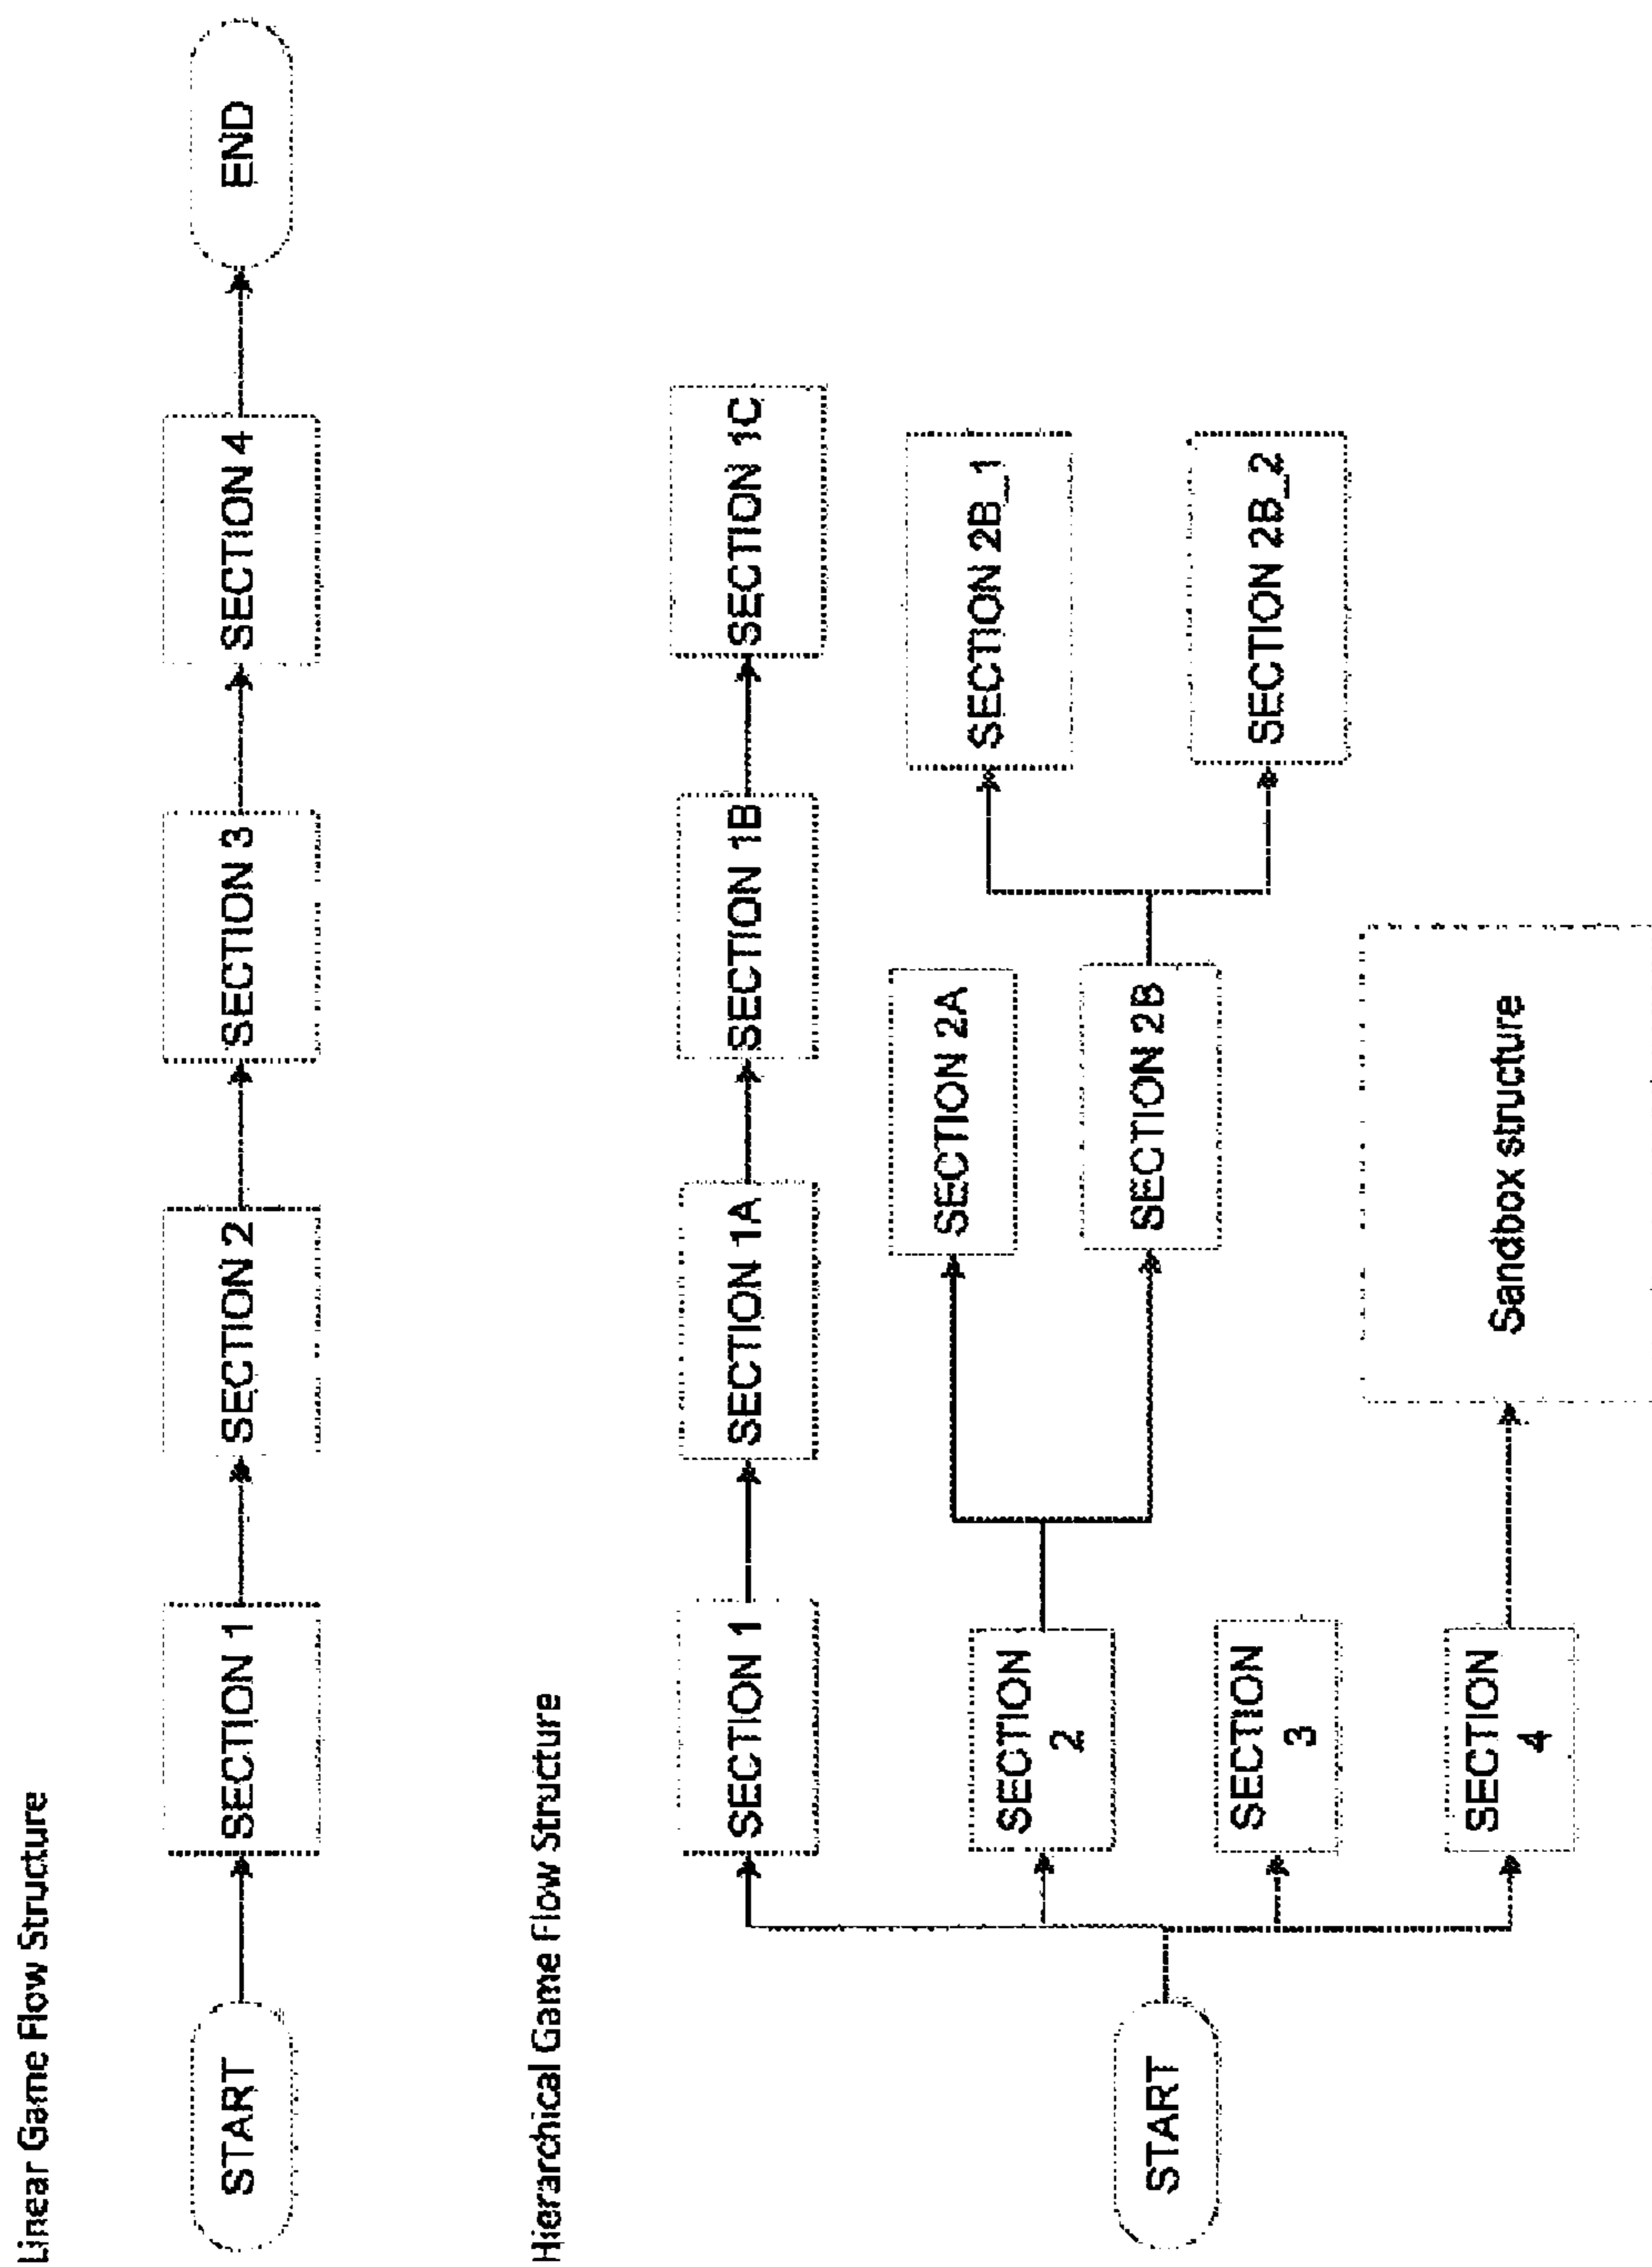 Linear Game Flow Structure
START
SECTION 1
SECTION 2
SECTION 3
SECTION 4
END
Hierarchical Game Flow Structure
START
SECTION 1
SECTION 1A
SECTION 1B
SECTION 1C
SECTION
2
SECTION 2A
SECTION 2B
SECTION 2B_1
SECTION 2B_2
SECTION
3
SECTION
4
Sandbox structure